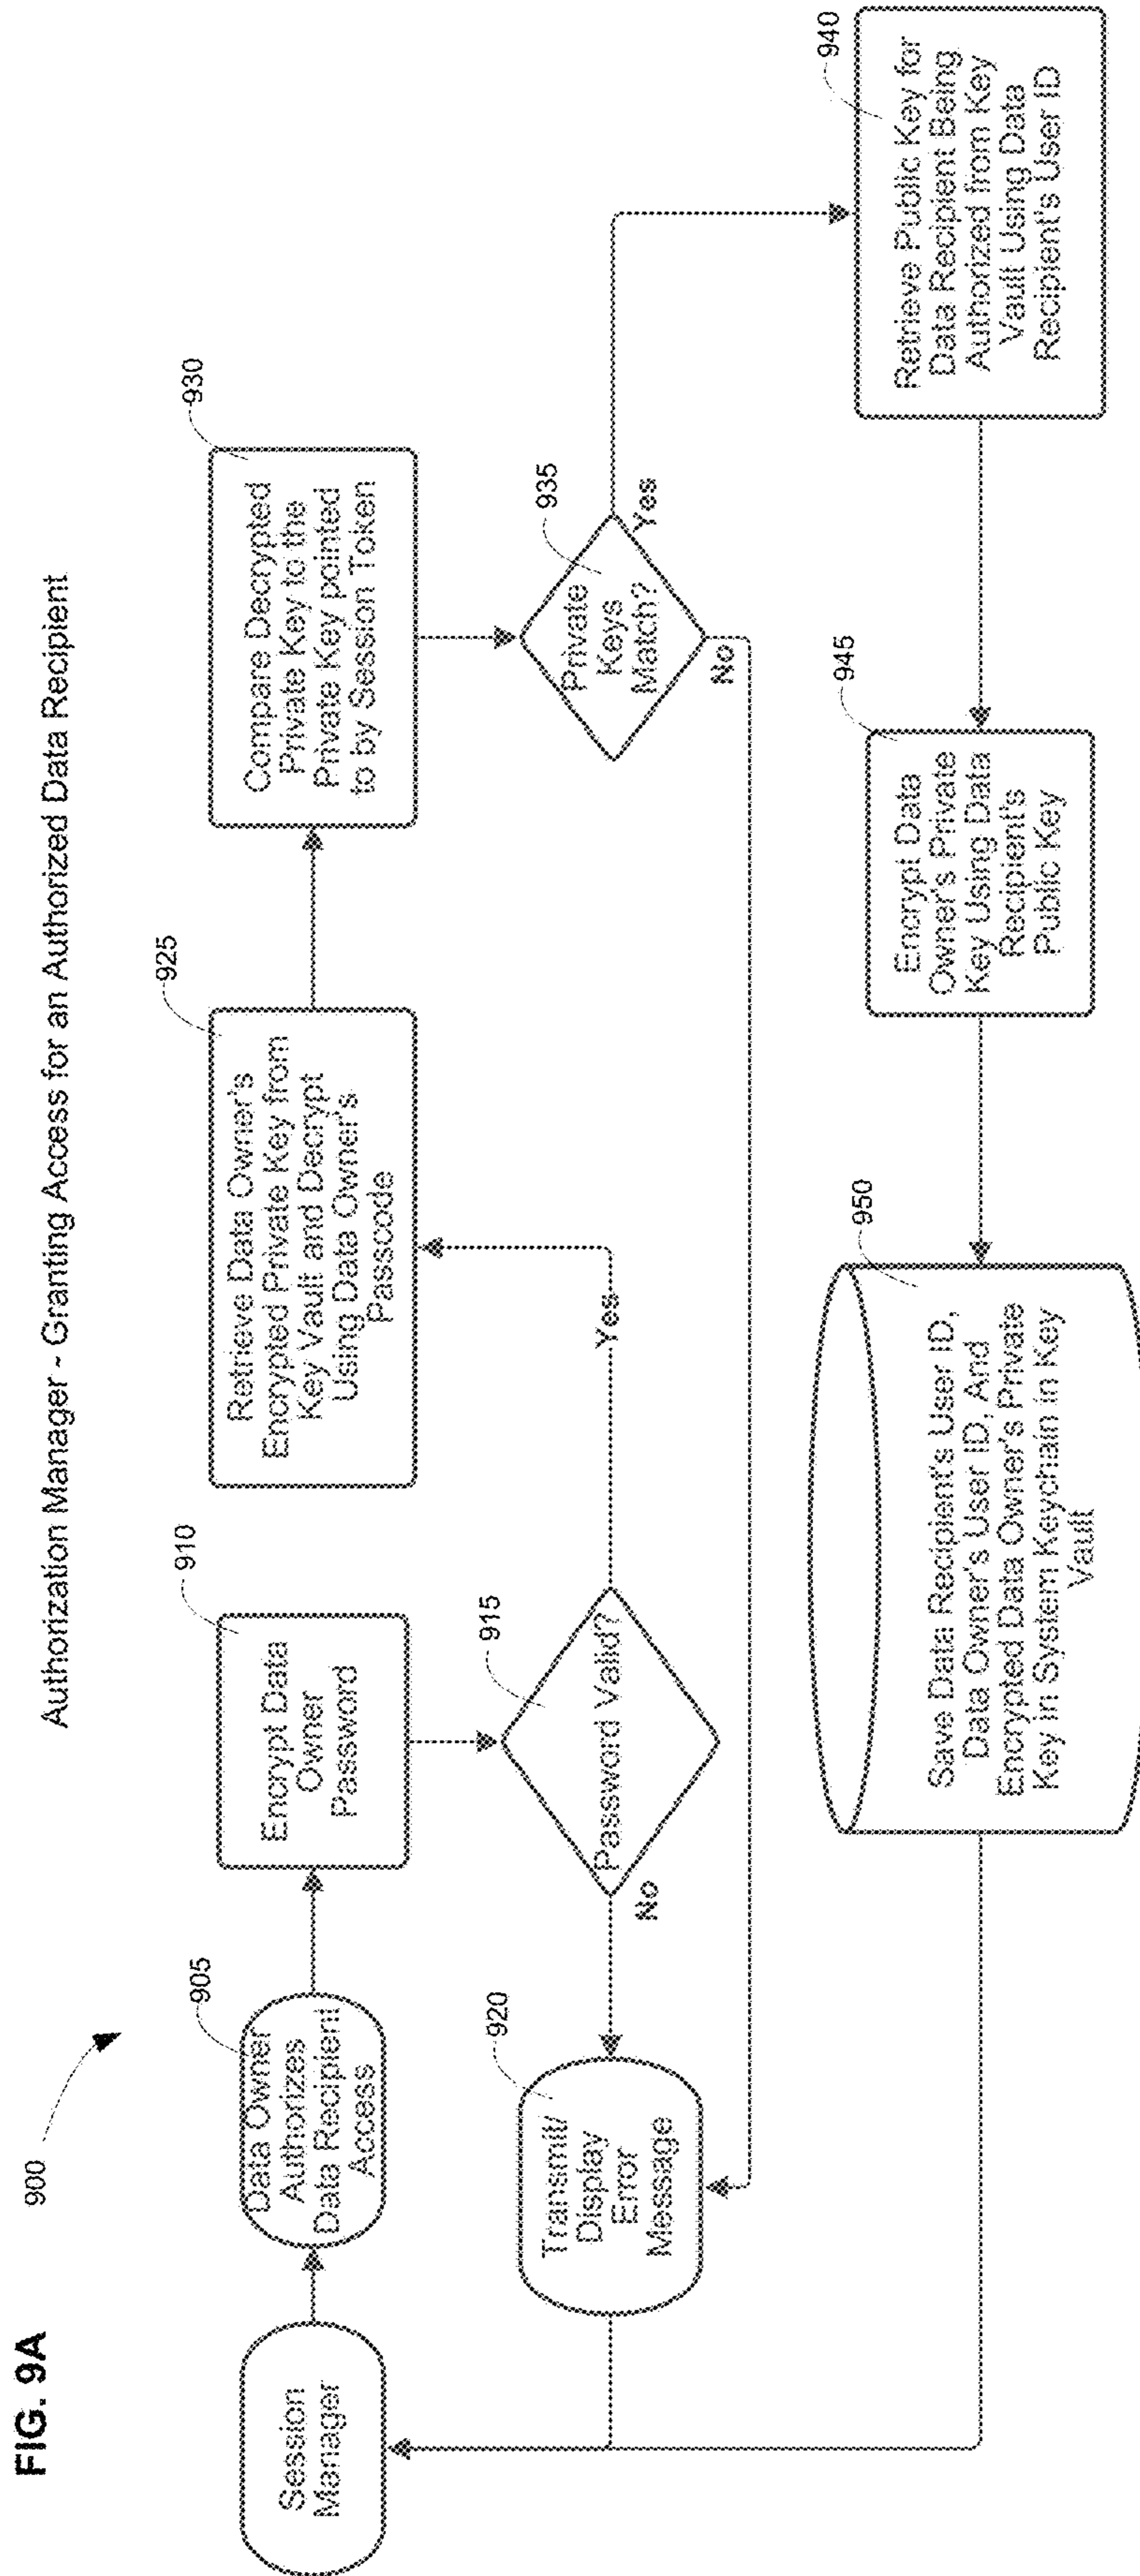 FIG. 9A
Authorization Manager - Granting Access for an Authorized Data Recipient
900
Session
Manager
905
Data Owner
Authorizes
Data Recipient
Access
910
Encrypt Data
Owner
Password
915
Password Valid?
No
Yes
920
Transmit/
Display
Error
Message
925
Retrieve Data Owner's
Encrypted Private Key from
Key Vault and Decrypt
Using Data Owner's
Passcode
930
Compare Decrypted
Private Key to the
Private Key pointed
to by Session Token
935
Private
Keys
Match?
No
Yes
940
Retrieve Public Key for
Data Recipient Being
Authorized from Key
Vault Using Data
Recipient's User ID
945
Encrypt Data
Owner's Private
Key Using Data
Recipient's
Public Key
950
Save Data Recipient's User ID,
Data Owner's User ID, And
Encrypted Data Owner's Private
Key in System Keychain in Key
Vault